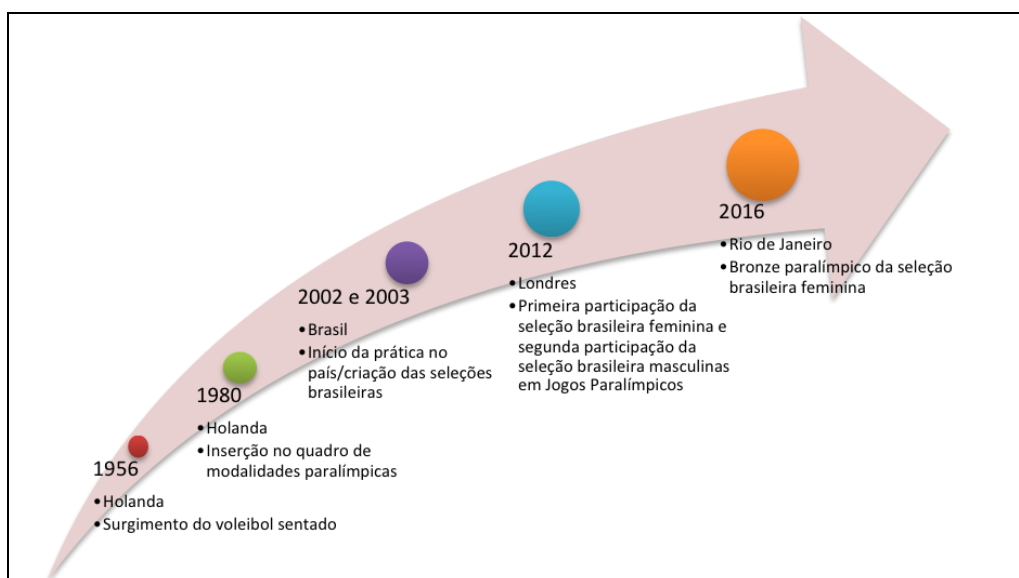 1956
•Holanda
•Surgimento do voleibol sentado
1980
•Holanda
•Inserção no quadro de
modalidades paralímpicas
2002 e 2003
•Brasil
•Início da prática no
país/criação das seleções
brasileiras
2012
•Londres
•Primeira participação da
seleção brasileira feminina e
segunda participação da
seleção brasileira masculinas
em Jogos Paralímpicos
2016
•Rio de Janeiro
•Bronze paralímpico da seleção
brasileira feminina